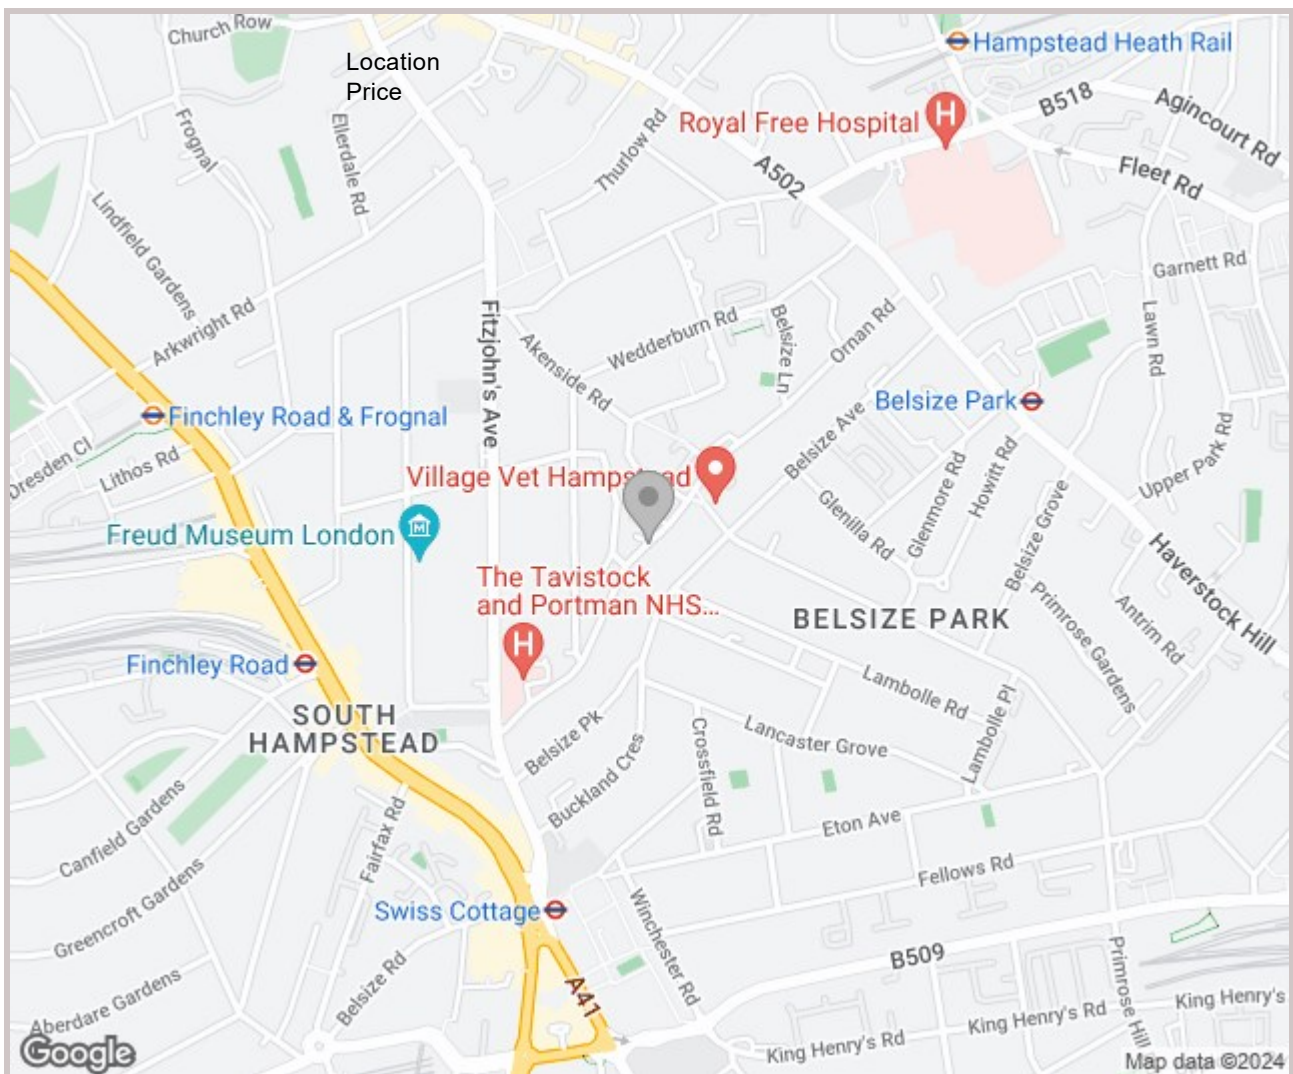 Church Row
Location
Price
Hampstead Heath Rail
Royal Free Hospital
H
B518
Agincourt Rd
Frognal
Ellerdale Rd
Thurlow Rd
A502
Fleet Rd
Lindfield Gardens
Garnett Rd
Arkwright Rd
Fitzjohn's Ave
Wedderburn Rd
Belsize Ln
Ornan Rd
Lawn Rd
Akenside Rd
Finchley Road & Frognal
Belsize Park
Belsize Ave
Dresden Cl
Lithos Rd
Village Vet Hampstead
Glenilla Rd
Glenmore Rd
Howitt Rd
Upper Park Rd
Freud Museum London
M
Belsize Grove
Haverstock Hill
The Tavistock
and Portman NHS...
H
BELSIZE PARK
Primrose Gardens
Antrim Rd
Finchley Road
Lambolle Rd
Lambolle Pl
SOUTH
HAMPSTEAD
Belsize Pk
Buckland Cres
Crossfield Rd
Lancaster Grove
Canfield Gardens
Fairfax Rd
Eton Ave
Fellows Rd
Greencroft Gardens
Swiss Cottage
Winchester Rd
B509
Belsize Rd
A41
Aberdare Gardens
Primrose Hill
King Henry's
King Henry's Rd
King Henry's Rd
Google
Map data ©2024